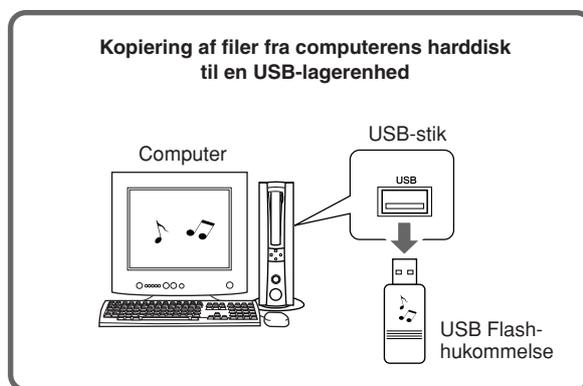 Kopiering af filer fra computerens harddisk
til en USB-lagerenhed
USB-stik
Computer
USB
USB Flash-
hukommelse